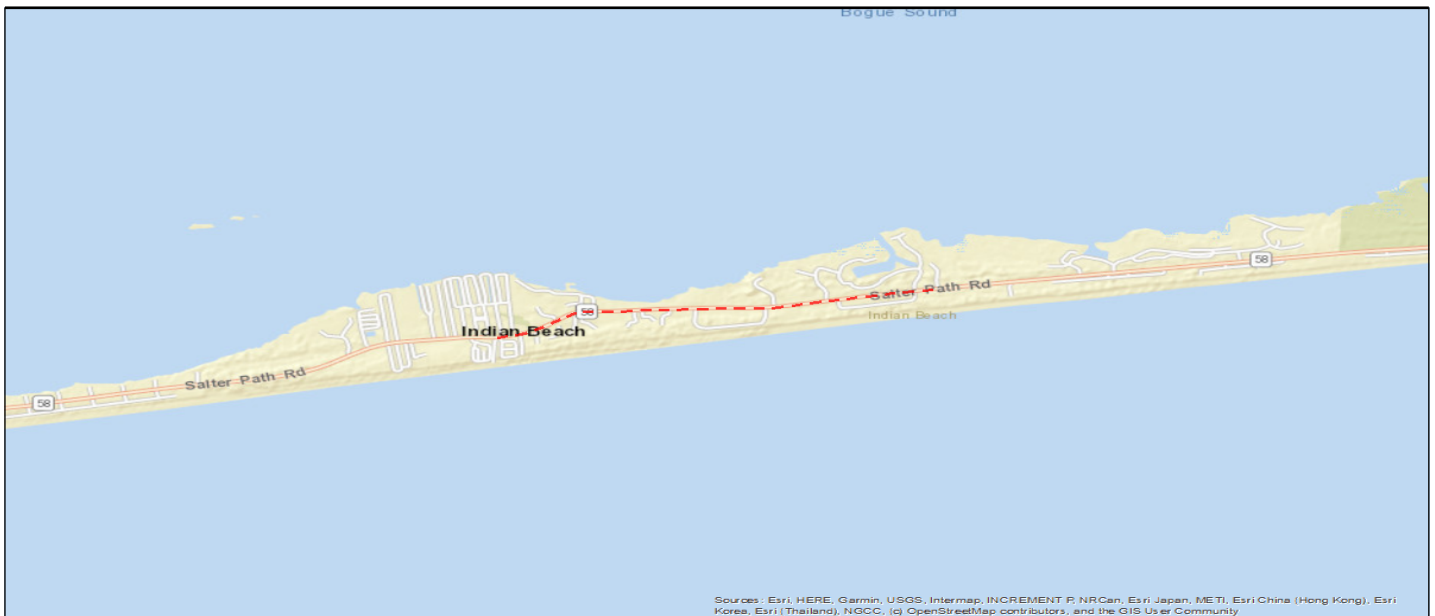 Bogue Sound
58
Salter Path Rd
58
Indian Beach
Indian Beach
Salter Path Rd
58
Sources: Esri, HERE, Garmin, USGS, Intermap, INCREMENT P, NRCan, Esri Japan, METI, Esri China (Hong Kong), Esri
Korea, Esri (Thailand), NGCC, (c) OpenStreetMap contributors, and the GIS User Community